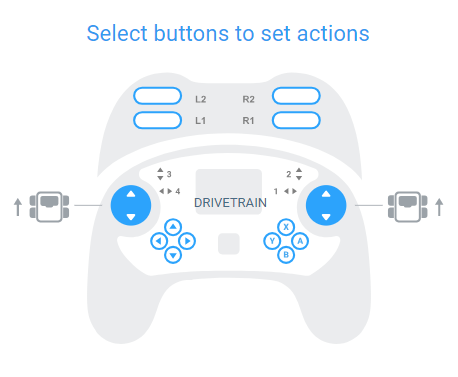 Select buttons to set actions
L2 R2
L1 R1
3 2
4 1
DRIVETRAIN
X
Y A
B